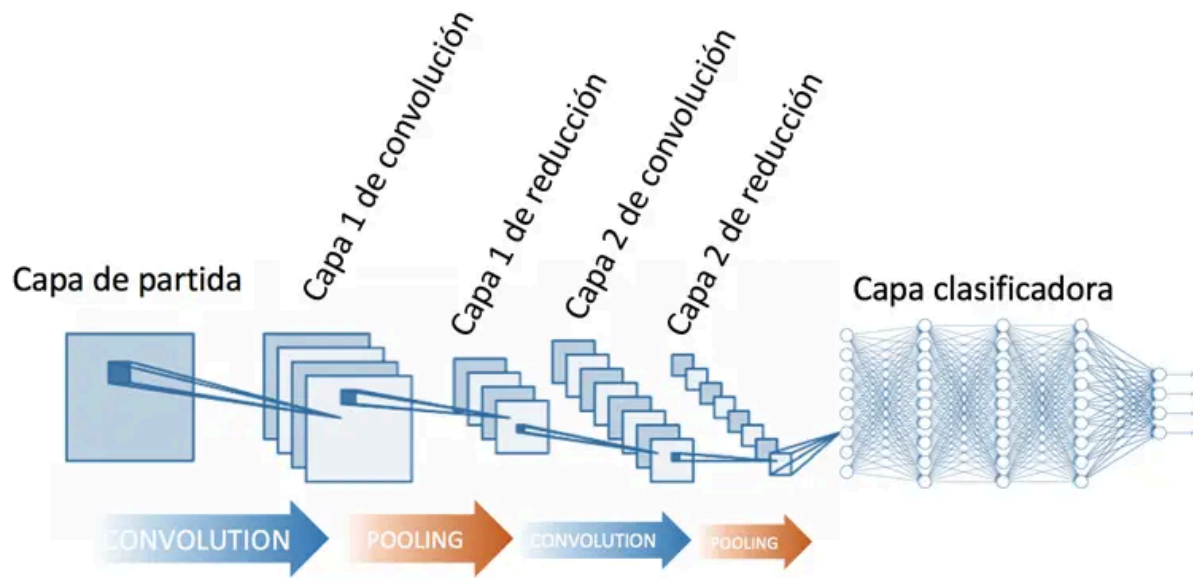 Capa de partida
Capa 1 de convolución
Capa 1 de reducción
Capa 2 de convolución
Capa 2 de reducción
Capa clasificadora
CONVOLUTION
POOLING
CONVOLUTION
POOLING